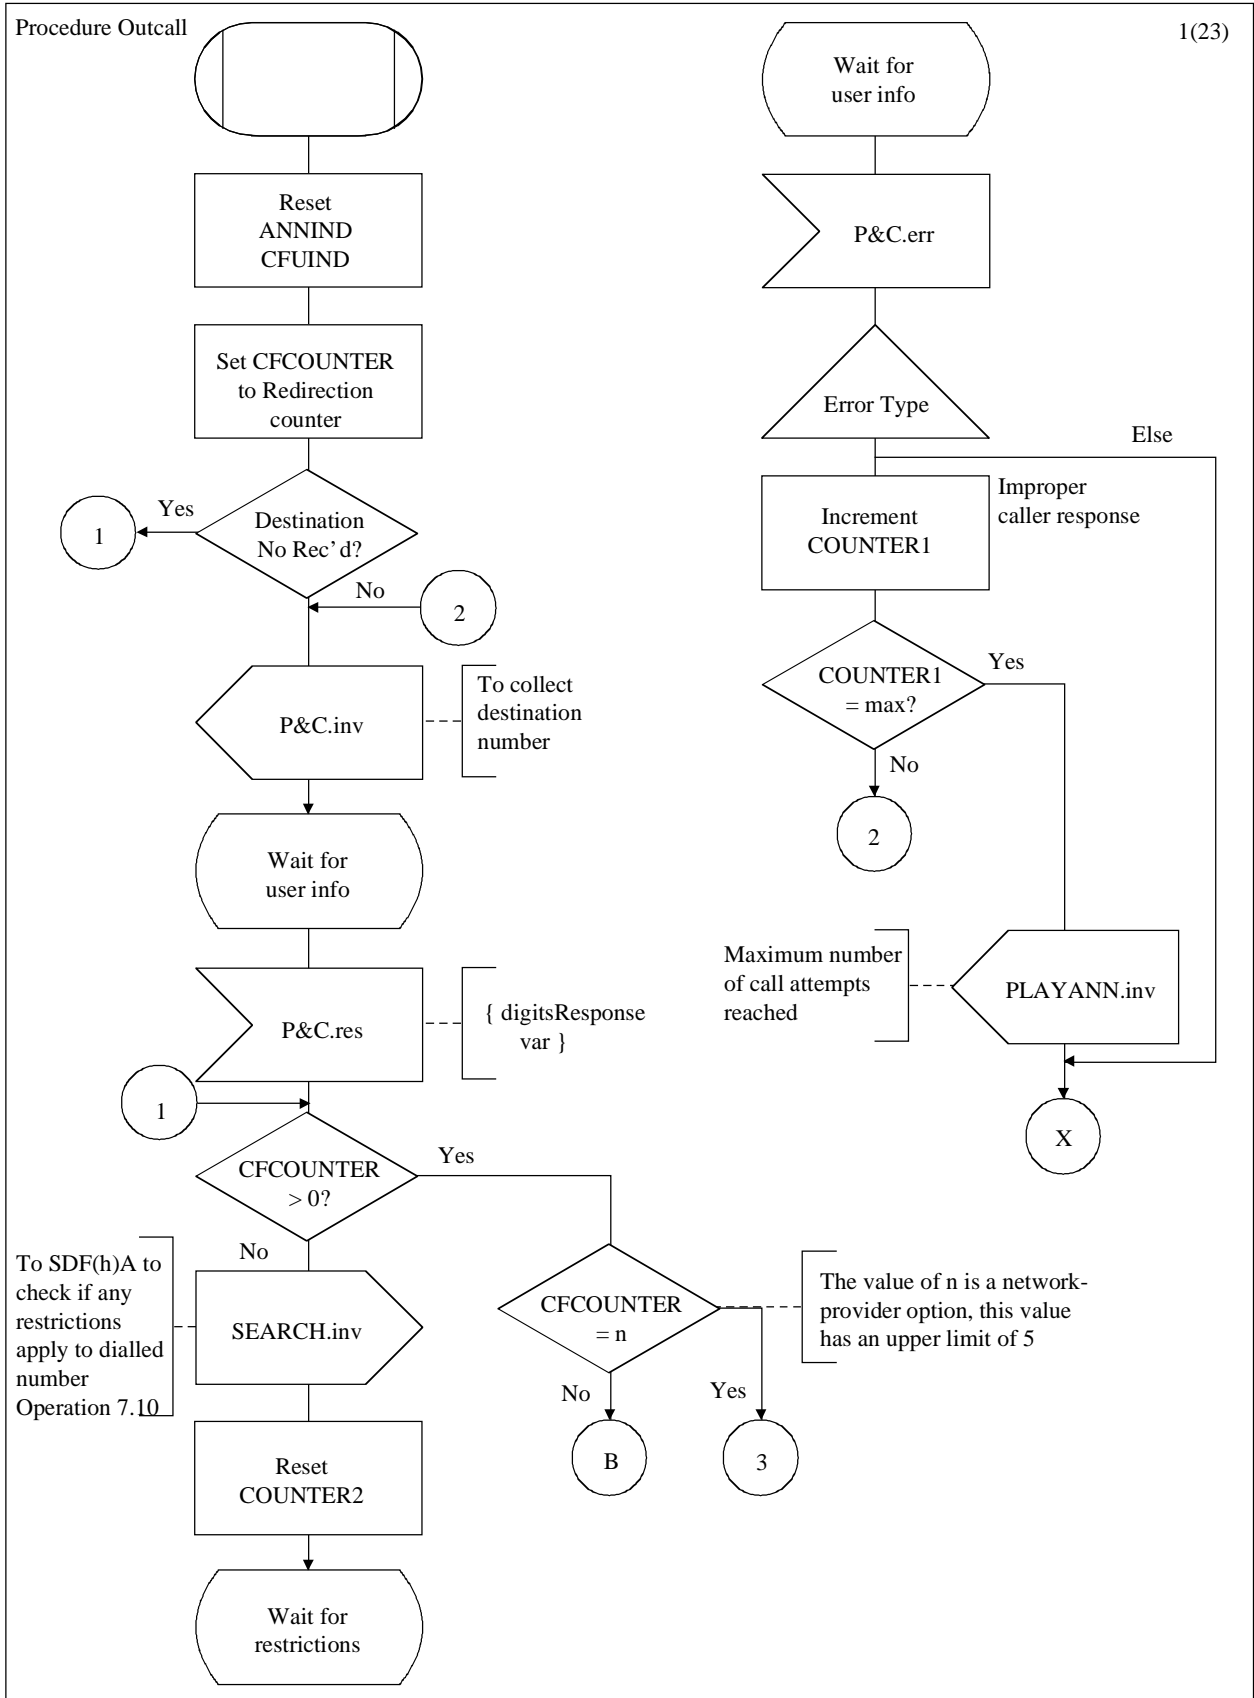 Procedure Outcall
1(23)
Reset
ANNIND
CFUIND
Set CFCOUNTER
to Redirection
counter
Yes
1
Destination
No Rec'd?
No
2
P&C.inv
To collect
destination
number
Wait for
user info
P&C.res
{ digitsResponse
var }
1
CFCOUNTER
> 0?
Yes
No
To SDF(h)A to
check if any
restrictions
apply to dialled
number
Operation 7.10
SEARCH.inv
Reset
COUNTER2
Wait for
restrictions
CFCOUNTER
= n
The value of n is a network-
provider option, this value
has an upper limit of 5
No
Yes
B
3
Wait for
user info
P&C.err
Error Type
Else
Improper
caller response
Increment
COUNTER1
COUNTER1
= max?
Yes
No
2
Maximum number
of call attempts
reached
PLAYANN.inv
X